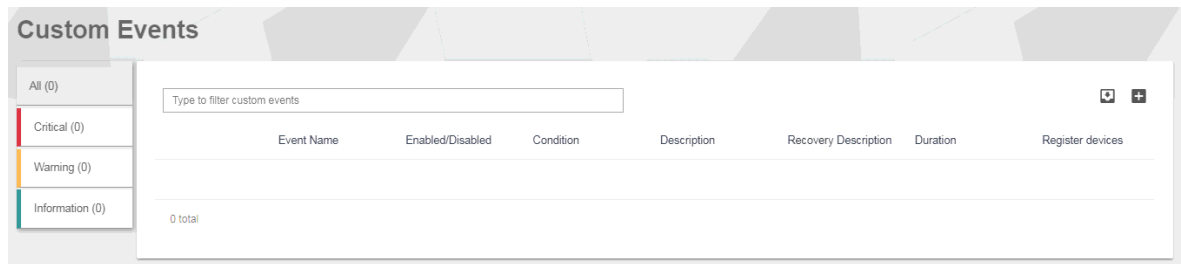 Custom Events
All (0)
Critical (0)
Warning (0)
Information (0)
Type to filter custom events
Event Name Enabled/Disabled Condition Description Recovery Description Duration Register devices
0 total